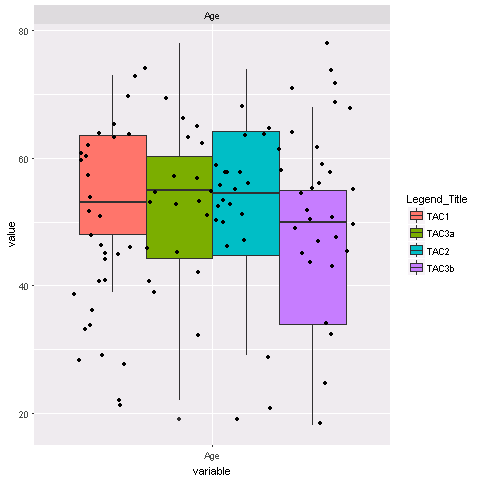 Age
80
60
40
20
value
Age
variable
Legend_Title
TAC1
TAC3a
TAC2
TAC3b